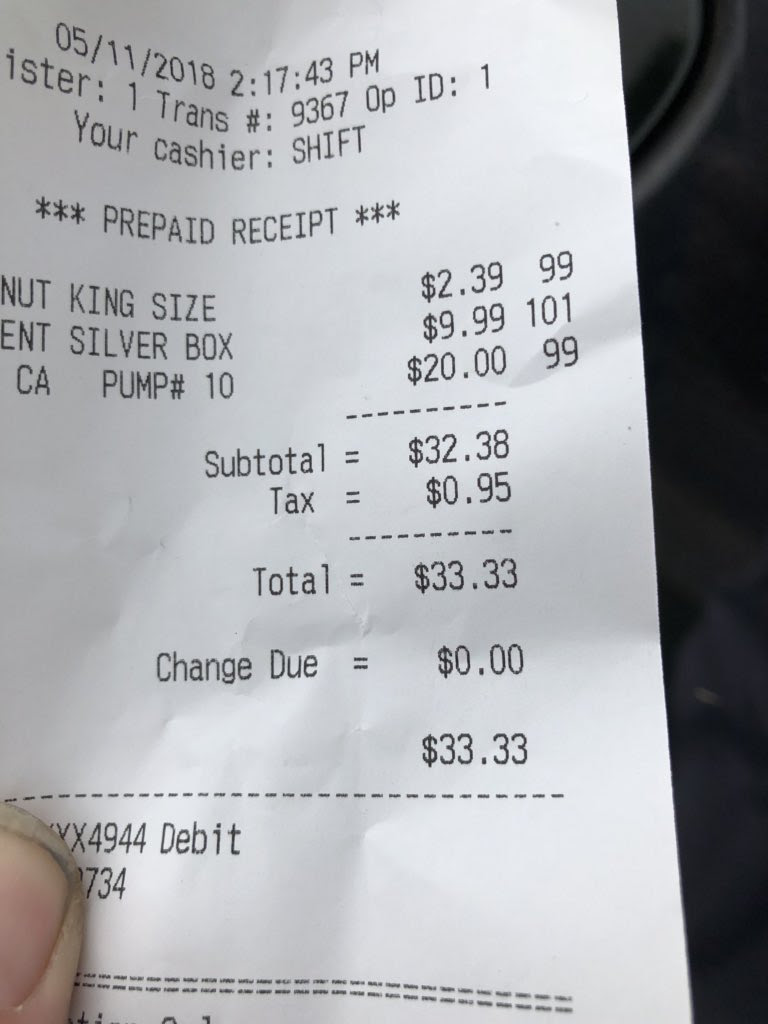 05/11/2018 2:17:43 PM
ister: 1 Trans #: 9367 Op ID: 1
Your cashier: SHIFT
*** PREPAID RECEIPT ***
NUT KING SIZE $2.39 99
ENT SILVER BOX $9.99 101
CA PUMP# 10 $20.00 99
Subtotal = $32.38
Tax = $0.95
Total = $33.33
Change Due = $0.00
$33.33
XX4944 Debit
734